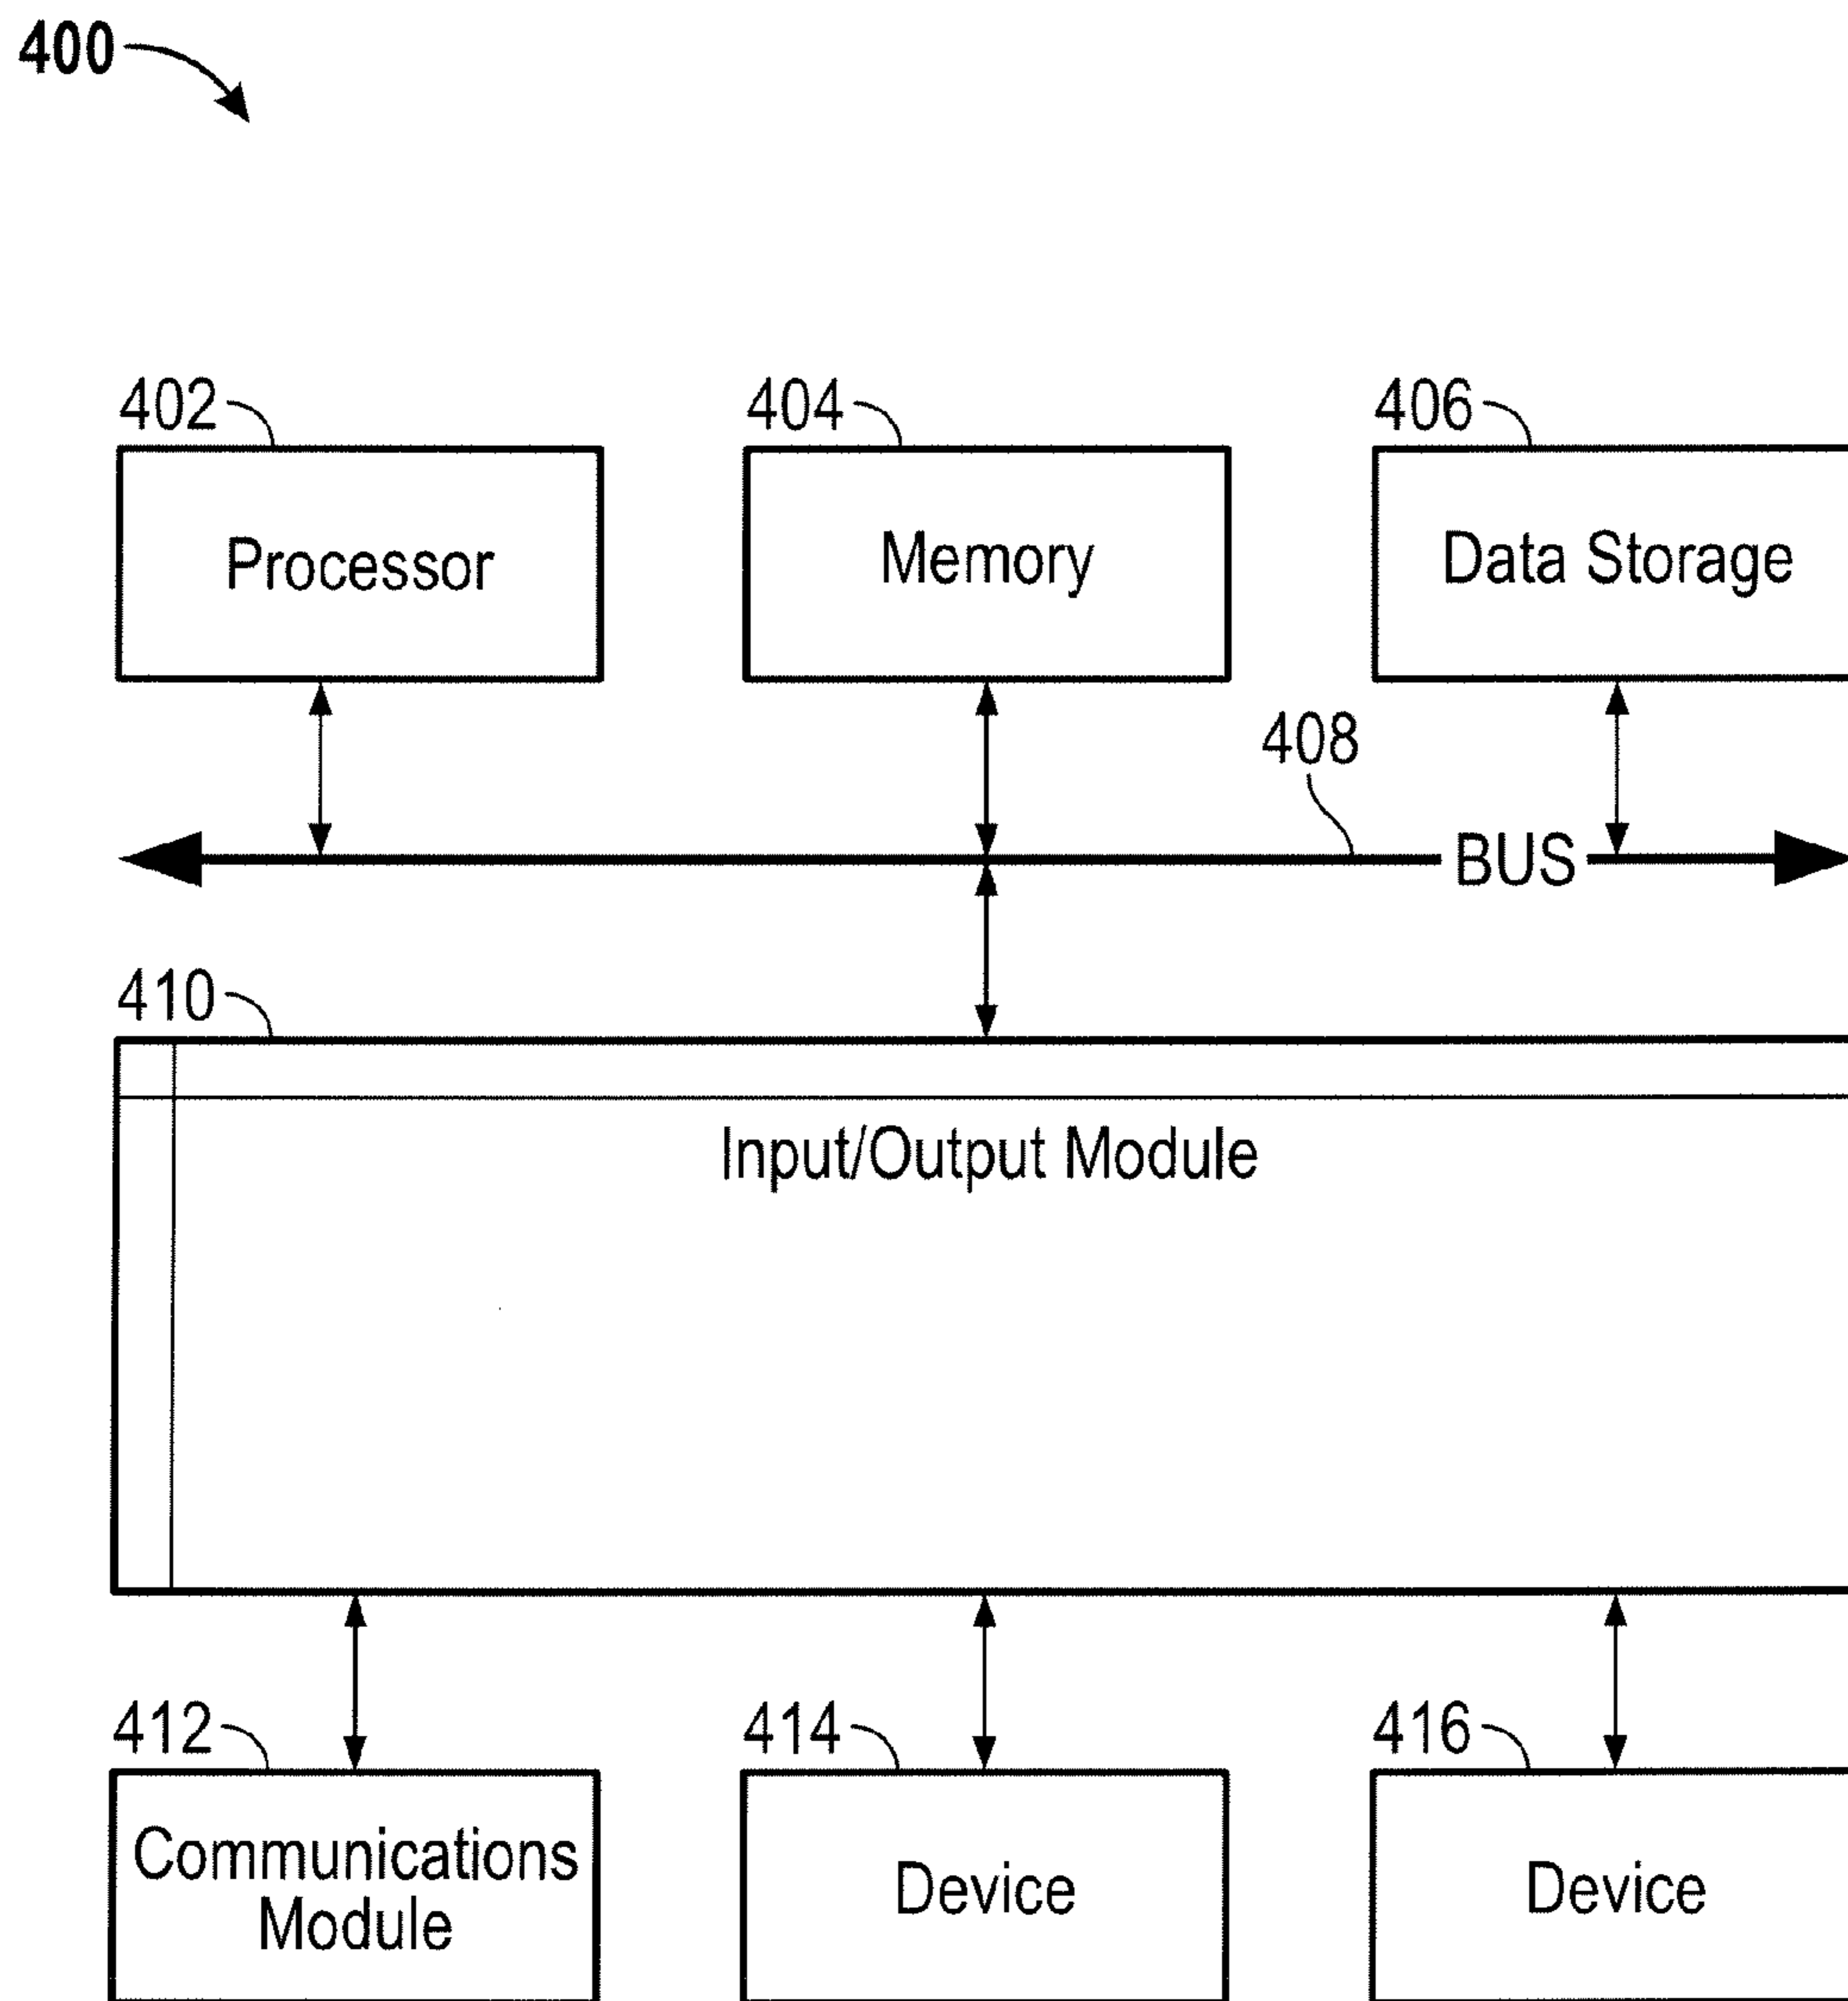 400
402
404
406
Processor
Memory
Data Storage
408
BUS
410
Input/Output Module
412
414
416
Communications
Module
Device
Device